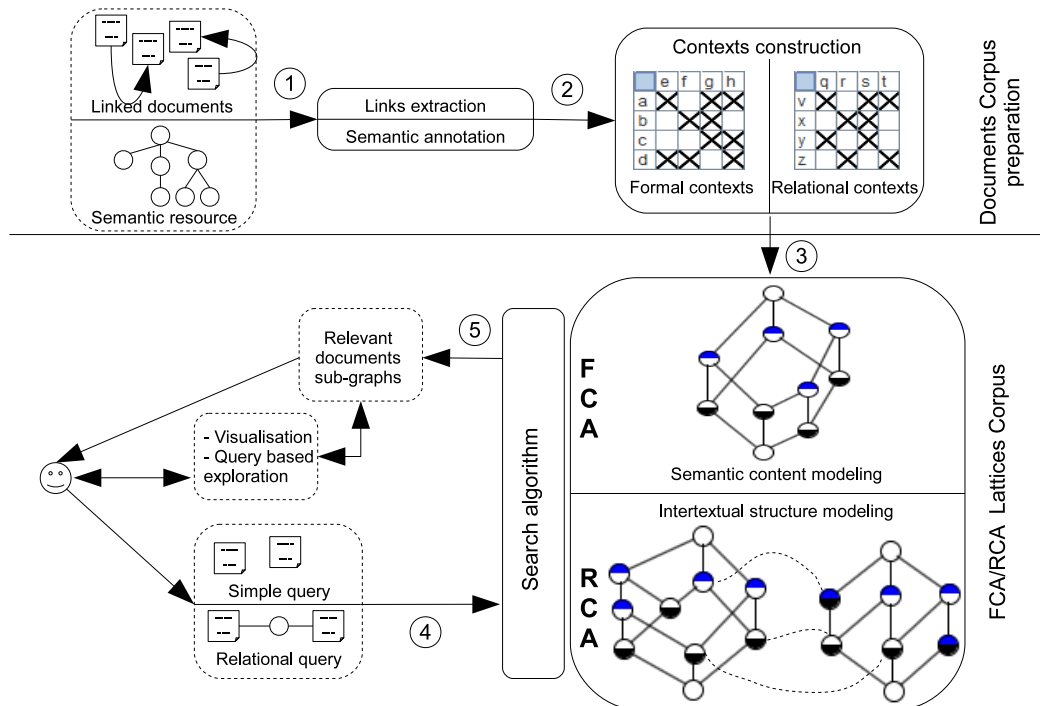 Linked documents
Semantic resource
1
Links extraction
Semantic annotation
2
Contexts construction
e f g h
a
b
c
d
Formal contexts
q r s t
v
x
y
z
Relational contexts
Documents Corpus
preparation
3
FCA
Semantic content modeling
Intertextual structure modeling
RCA
FCA/RCA Lattices Corpus
Search algorithm
5
Relevant
documents
sub-graphs
- Visualisation
- Query based
exploration
Simple query
Relational query
4